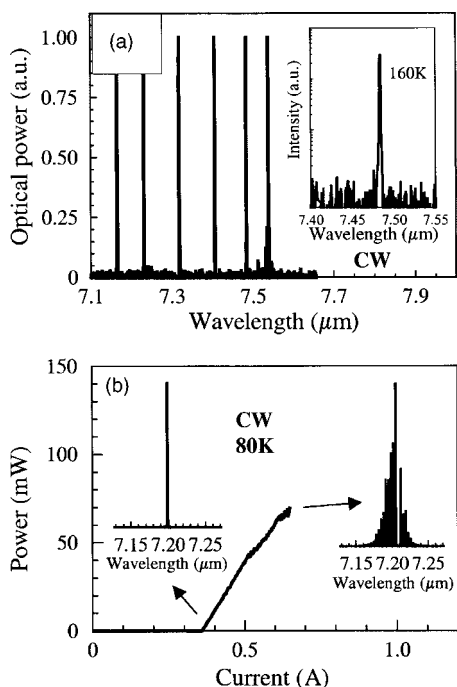 (a)
Optical power (a.u.)
1.00
0.75
0.50
0.25
0
7.1 7.3 7.5 7.7 7.9
Wavelength (µm)
CW
Intensity (a.u.)
160K
7.40 7.45 7.50 7.55
Wavelength (µm)
(b)
Power (mW)
150
100
50
0
0 0.5 1.0
Current (A)
CW
80K
7.15 7.20 7.25
Wavelength (µm)
7.15 7.20 7.25
Wavelength (µm)